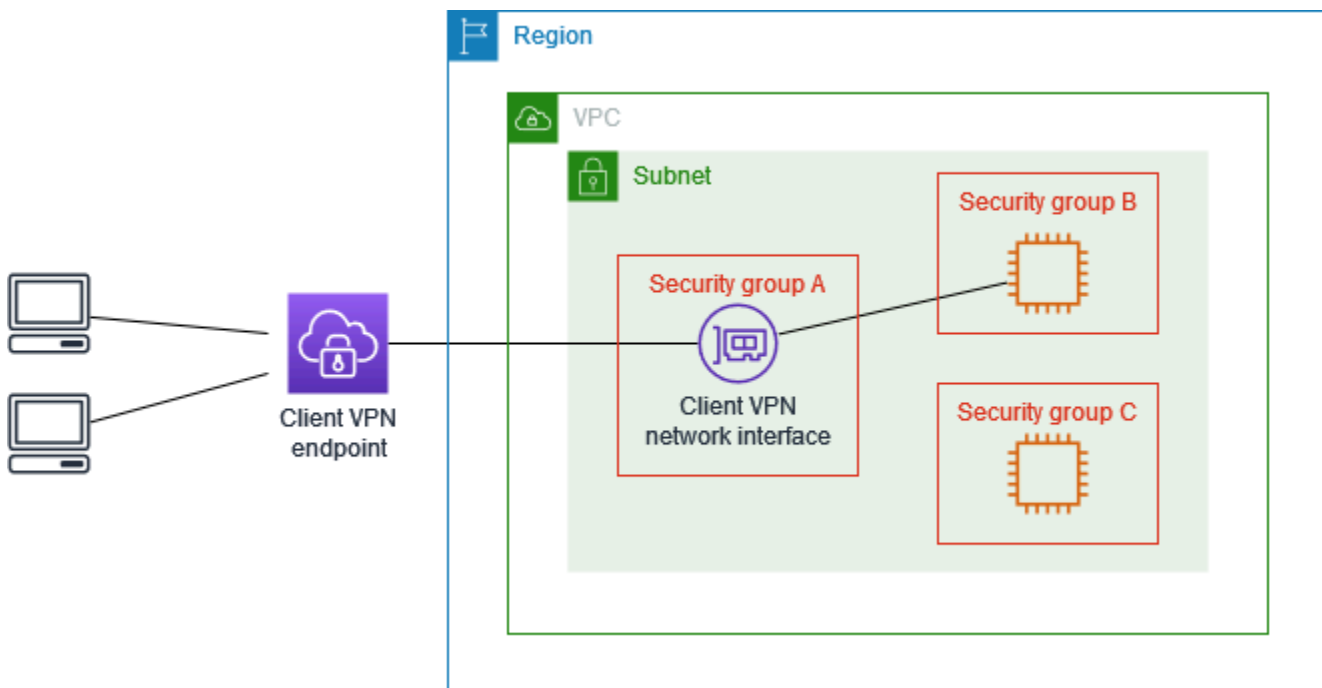 Region
VPC
Subnet
Security group B
Security group A
Client VPN
network interface
Client VPN
endpoint
Security group C